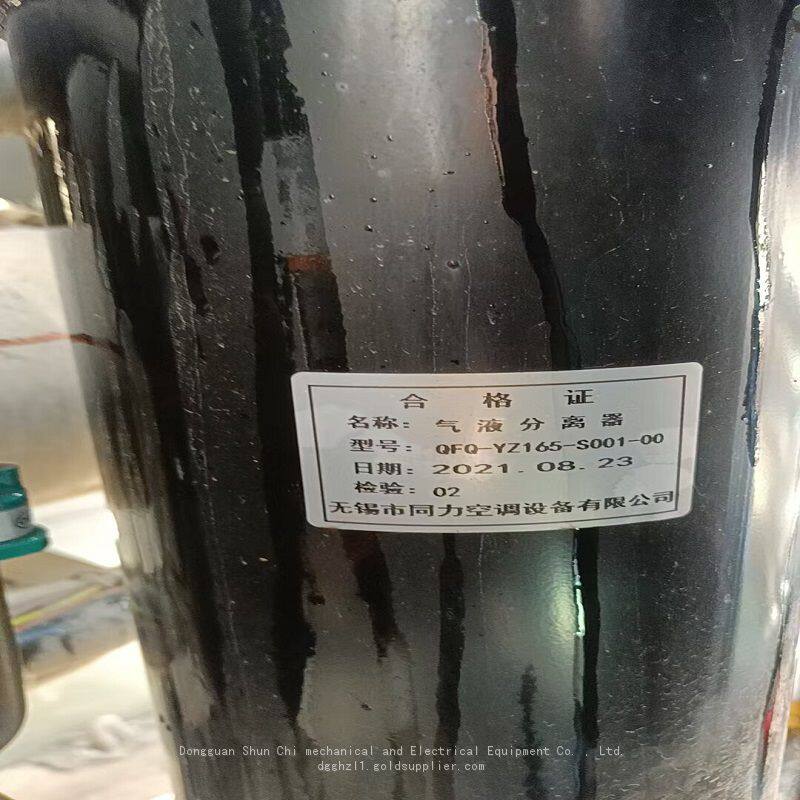 合 格 证
名称: 气 液 分 离 器
型号: QFQ-YZ165-S001-00
日期: 2021.08.23
检验: 02
无锡市同力空调设备有限公司
Dongguan Shun Chi mechanical and Electrical Equipment Co. , Ltd.
dgghzl1.goldsupplier.com